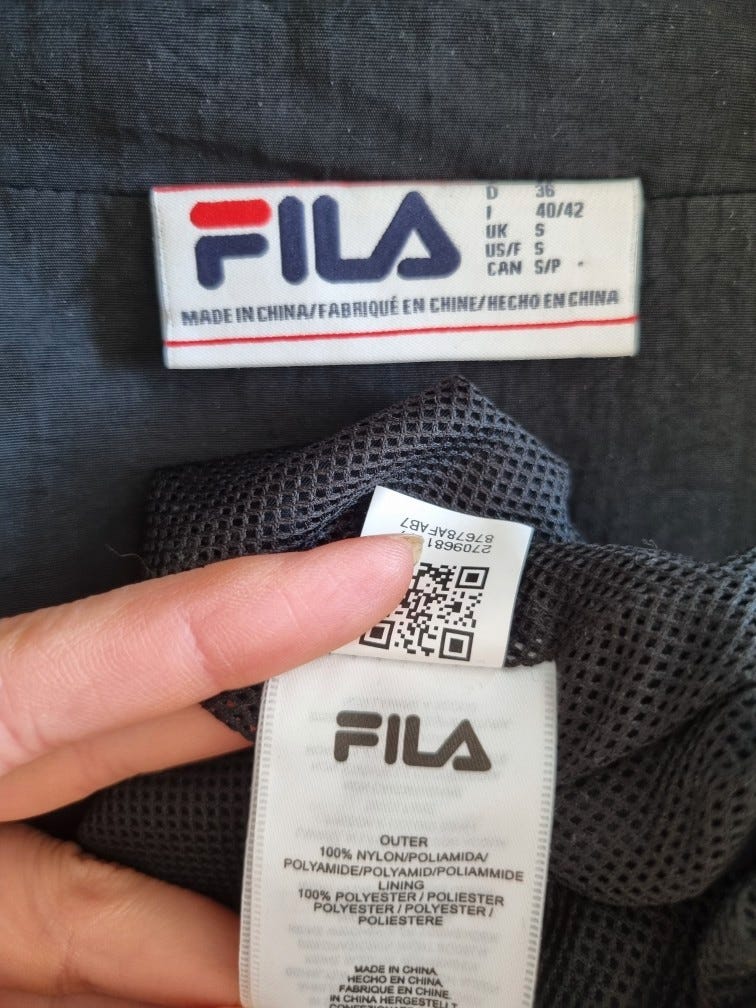 FILA
D 36
I 40/42
UK S
US/F S
CAN S/P
MADE IN CHINA/FABRIQUÉ EN CHINE/HECHO EN CHINA
87678AFAB7
FILA
OUTER
100% NYLON/POLIAMIDA/
POLYAMIDE/POLYAMID/POLIAMMIDE
LINING
100% POLYESTER / POLIESTER
POLYESTER / POLYESTER /
POLIESTERE
MADE IN CHINA
HECHO EN CHINA
FABRIQUE EN CHINE
IN CHINA HERGESTELLT